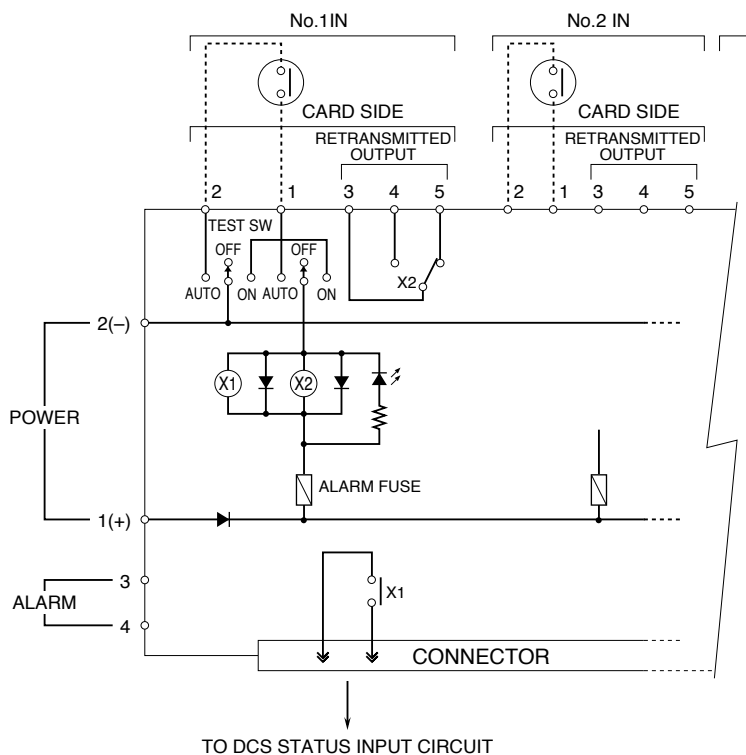 No.1IN No.2 IN
CARD SIDE CARD SIDE
RETRANSMITTED OUTPUT RETRANSMITTED OUTPUT
2 1 3 4 5 2 1 3 4 5
TEST SW
OFF OFF
X2
AUTO ON AUTO ON
2(–)
X1 X2
POWER
ALARM FUSE
1(+)
3
X1
ALARM
4
CONNECTOR
TO DCS STATUS INPUT CIRCUIT